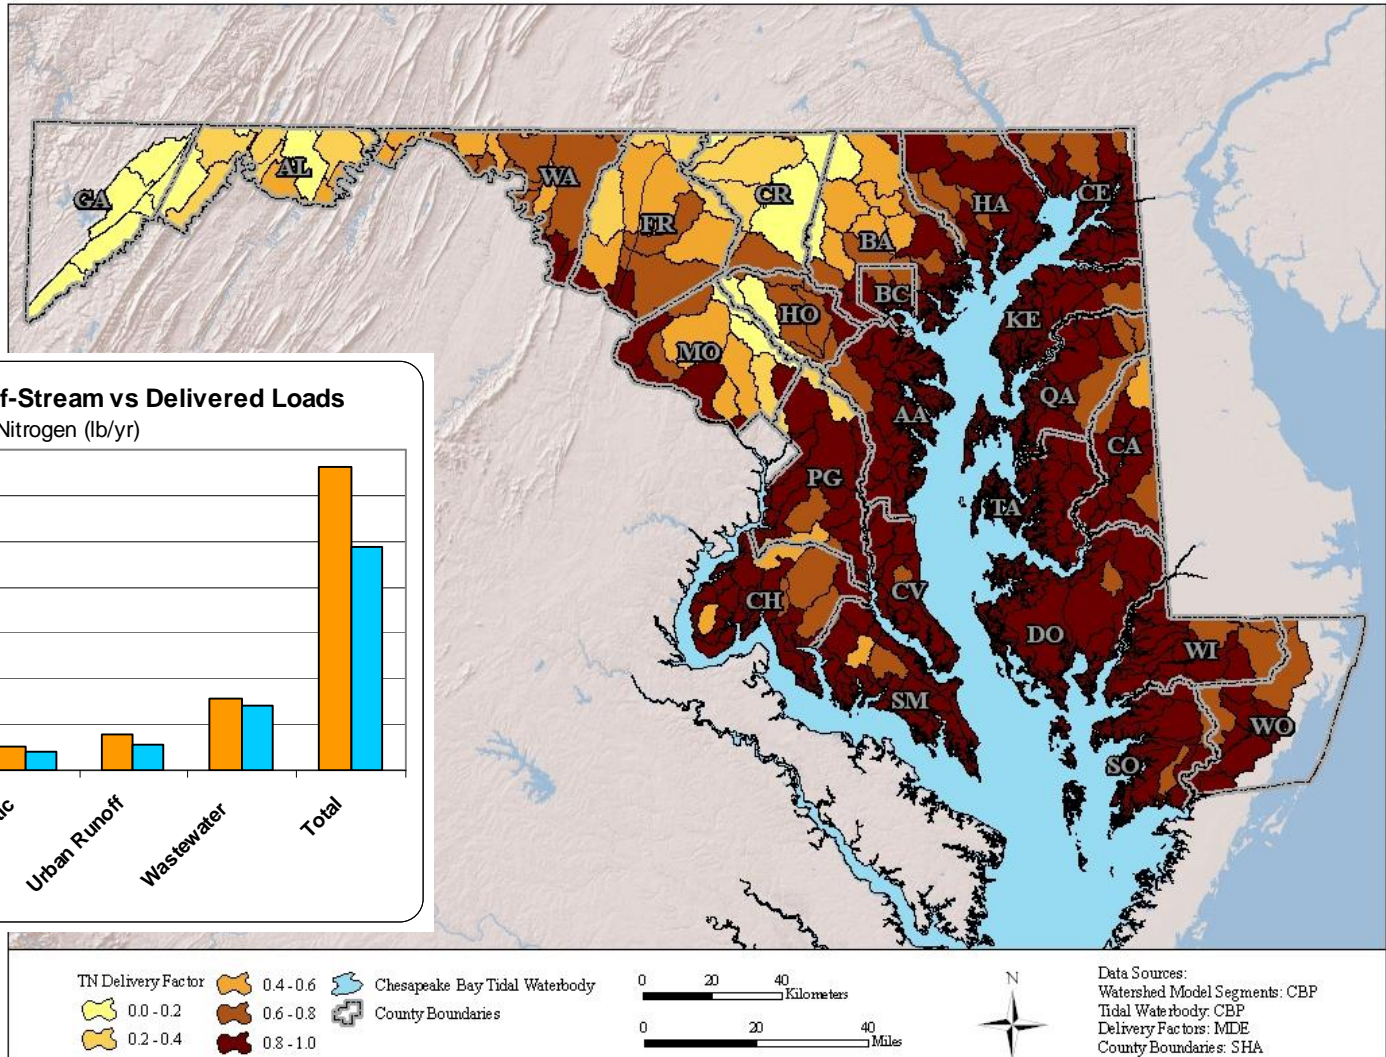 GA
AL
WA
FR
CR
BA
HA
CE
BC
HO
KE
MO
QA
AA
CA
PG
TA
CH
CV
DO
WI
SM
WO
SO
f-Stream vs Delivered Loads
Nitrogen (lb/yr)
ic
Urban Runoff
Wastewater
Total
TN Delivery Factor
0.0 - 0.2
0.2 - 0.4
0.4 - 0.6
0.6 - 0.8
0.8 - 1.0
Chesapeake Bay Tidal Waterbody
County Boundaries
0 20 40
Kilometers
0 20 40
Miles
N
Data Sources:
Watershed Model Segments: CBP
Tidal Waterbody: CBP
Delivery Factors: MDE
County Boundaries: SHA